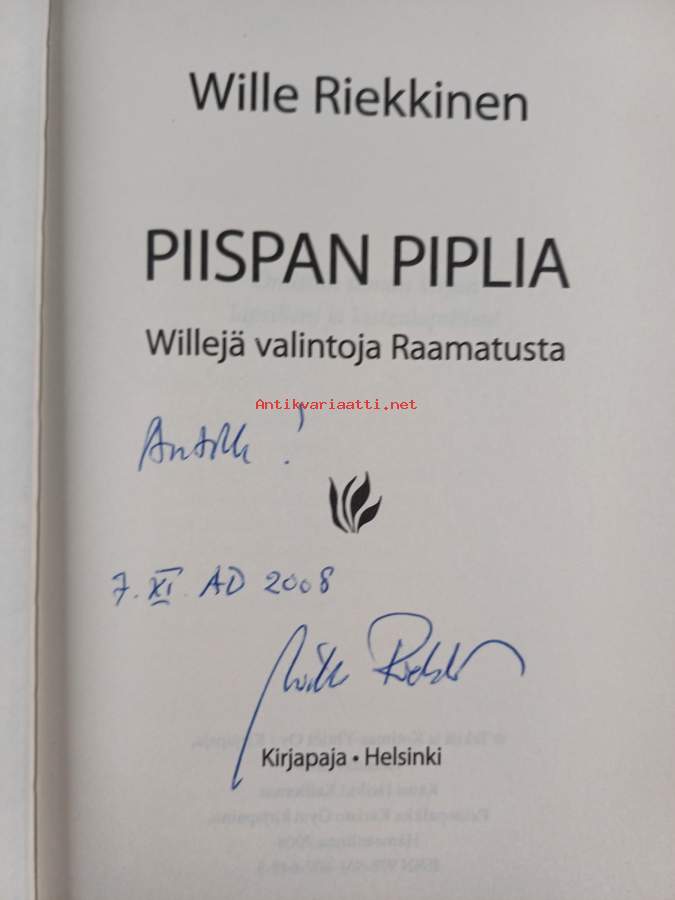 Wille Riekkinen
PIISPAN PIPLIA
Willejä valintoja Raamatusta
Antikvariaatti.net
7. XI. AD 2008
Kirjapaja • Helsinki